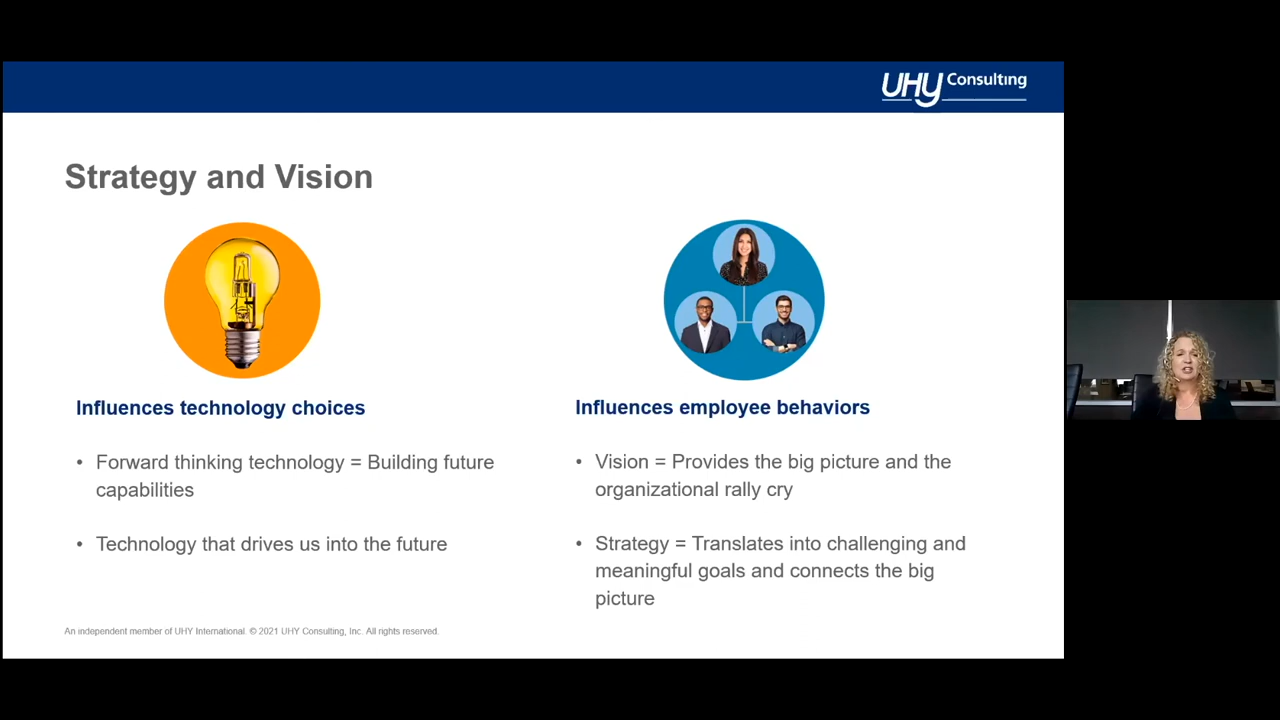 UHY Consulting
Strategy and Vision
Influences technology choices
• Forward thinking technology = Building future
capabilities
• Technology that drives us into the future
Influences employee behaviors
• Vision = Provides the big picture and the
organizational rally cry
• Strategy = Translates into challenging and
meaningful goals and connects the big
picture
An independent member of UHY International. © 2021 UHY Consulting, Inc. All rights reserved.